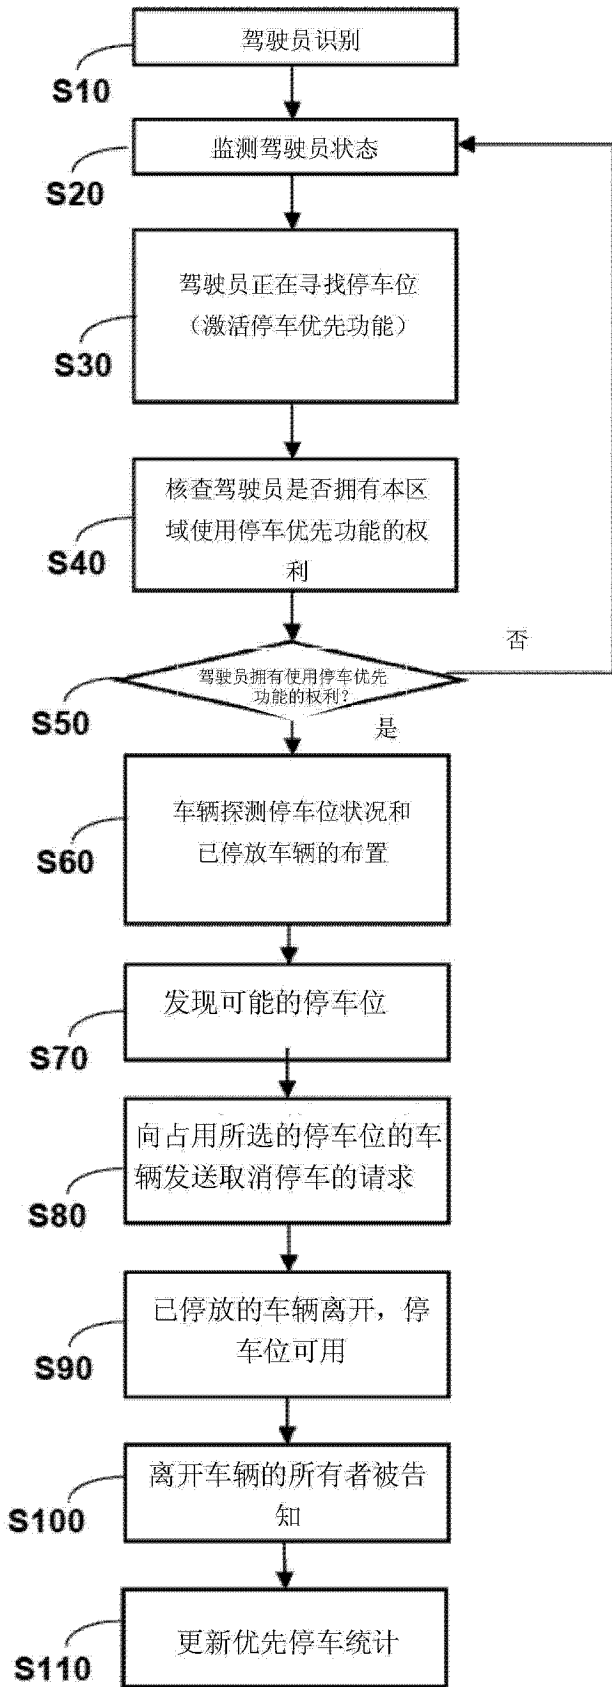 驾驶员识别
S10
监测驾驶员状态
S20
驾驶员正在寻找停车位
（激活停车优先功能）
S30
核查驾驶员是否拥有本区
域使用停车优先功能的权
利
S40
否
驾驶员拥有使用停车优先
功能的权利？
S50
是
车辆探测停车位状况和
已停放车辆的布置
S60
发现可能的停车位
S70
向占用所选的停车位的车
辆发送取消停车的请求
S80
已停放的车辆离开，停
车位可用
S90
离开车辆的所有者被告
知
S100
更新优先停车统计
S110